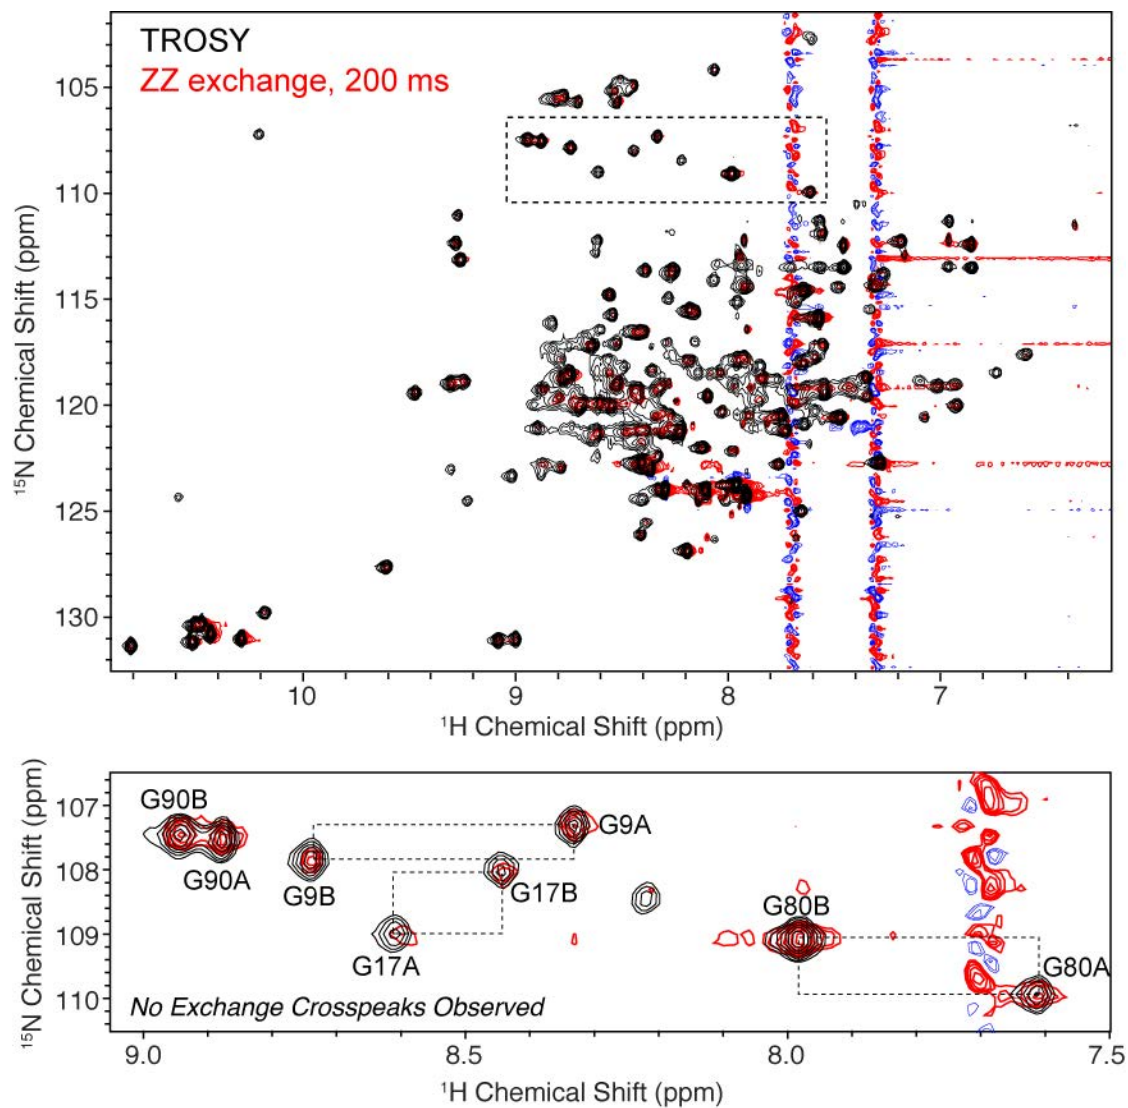 TROSY
ZZ exchange, 200 ms
105
110
115
120
125
130
¹⁵N Chemical Shift (ppm)
10 9 8 7
¹H Chemical Shift (ppm)
107
108
109
110
¹⁵N Chemical Shift (ppm)
G90B
G90A
G9B
G9A
G17B
G17A
G80B
G80A
No Exchange Crosspeaks Observed
9.0 8.5 8.0 7.5
¹H Chemical Shift (ppm)